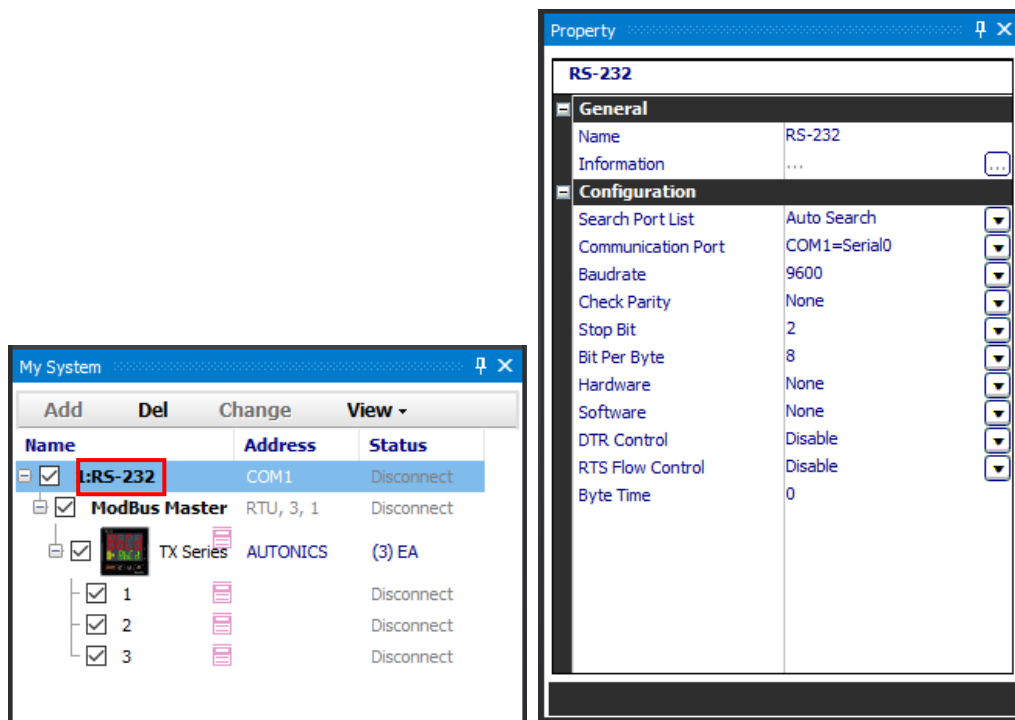 My System
Add Del Change View
Name Address Status
1:RS-232 COM1 Disconnect
ModBus Master RTU, 3, 1 Disconnect
TX Series AUTONICS (3) EA
1 Disconnect
2 Disconnect
3 Disconnect
Property
RS-232
General
Name RS-232
Information ... ...
Configuration
Search Port List Auto Search
Communication Port COM1=Serial0
Baudrate 9600
Check Parity None
Stop Bit 2
Bit Per Byte 8
Hardware None
Software None
DTR Control Disable
RTS Flow Control Disable
Byte Time 0